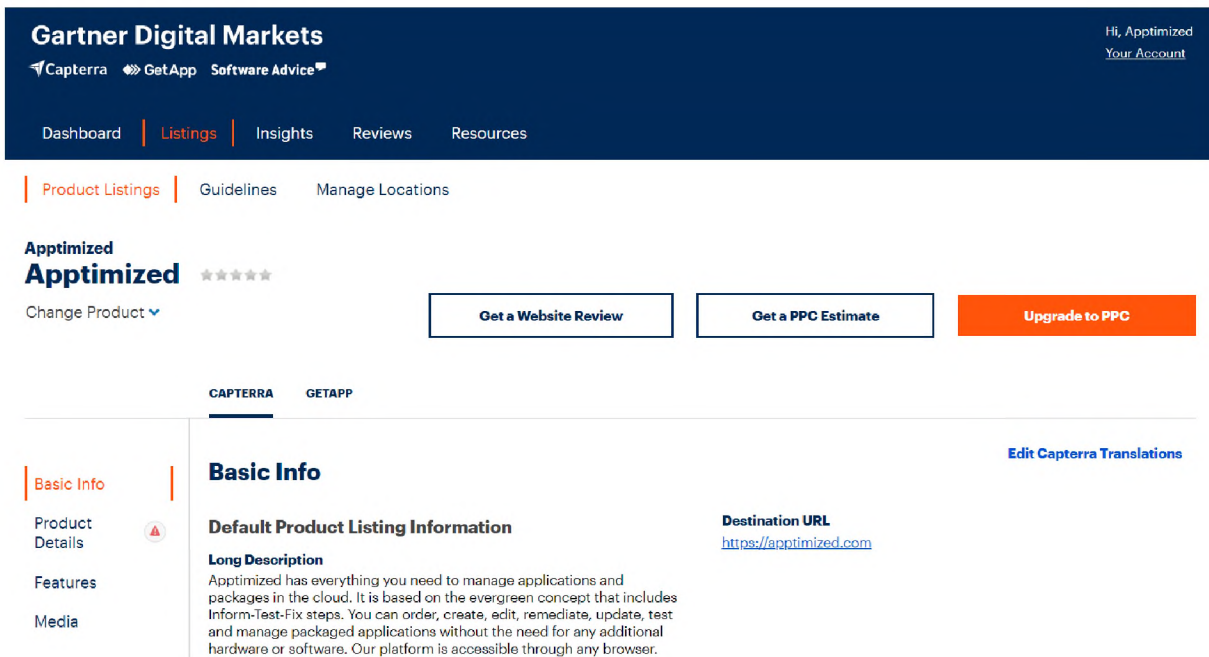 Gartner Digital Markets
Hi, Apptimized
Your Account
Capterra GetApp Software Advice
Dashboard Listings Insights Reviews Resources
Product Listings Guidelines Manage Locations
Apptimized
Apptimized
Change Product
Get a Website Review Get a PPC Estimate Upgrade to PPC
CAPTERRA GETAPP
Edit Capterra Translations
Basic Info
Product
Details
Features
Media
Basic Info
Default Product Listing Information
Long Description
Apptimized has everything you need to manage applications and
packages in the cloud. It is based on the evergreen concept that includes
Inform-Test-Fix steps. You can order, create, edit, remediate, update, test
and manage packaged applications without the need for any additional
hardware or software. Our platform is accessible through any browser.
Destination URL
https://apptimized.com